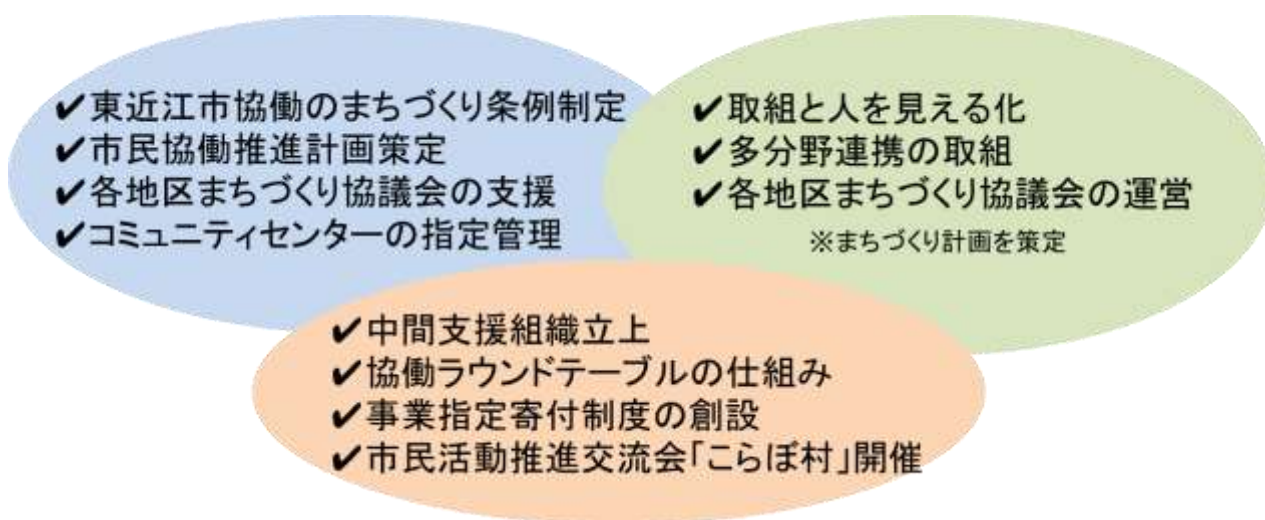 ✔東近江市協働のまちづくり条例制定
✔市民協働推進計画策定
✔各地区まちづくり協議会の支援
✔コミュニティセンターの指定管理
✔取組と人を見える化
✔多分野連携の取組
✔各地区まちづくり協議会の運営
※まちづくり計画を策定
✔中間支援組織立上
✔協働ラウンドテーブルの仕組み
✔事業指定寄付制度の創設
✔市民活動推進交流会「こらぼ村」開催